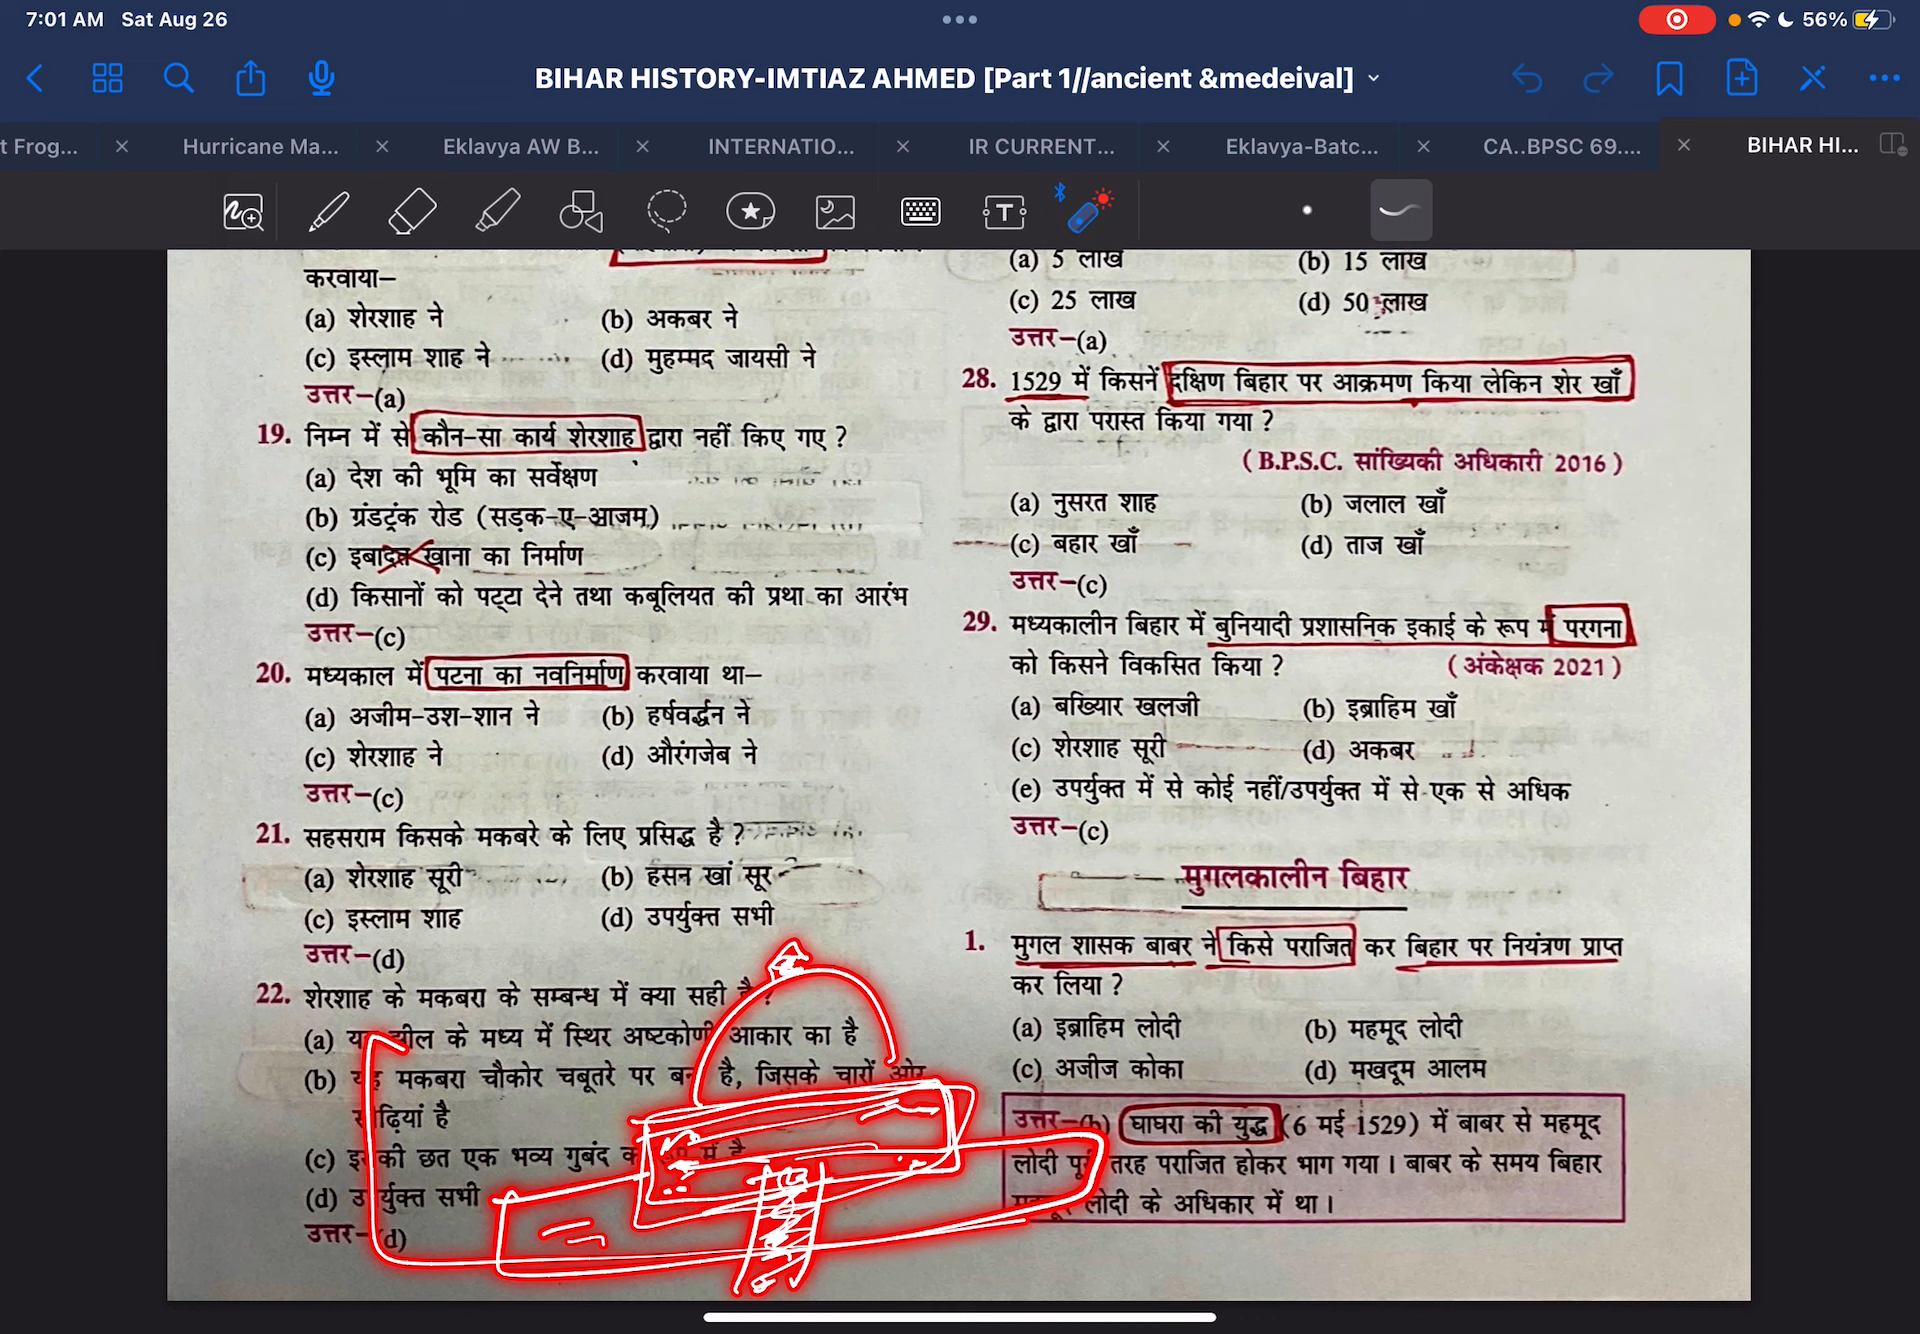 7:01 AM Sat Aug 26
56%
BIHAR HISTORY-IMTIAZ AHMED [Part 1//ancient &medeival]
t Frog...
Hurricane Ma...
Eklavya AW B...
INTERNATIO...
IR CURRENT...
Eklavya-Batc...
CA..BPSC 69....
BIHAR HI...
करवाया–
(a) शेरशाह ने (b) अकबर ने
(c) इस्लाम शाह ने (d) मुहम्मद जायसी ने
उत्तर–(a)
19. निम्न में से कौन-सा कार्य शेरशाह द्वारा नहीं किए गए ?
(a) देश की भूमि का सर्वेक्षण
(b) ग्रंडट्रंक रोड (सड़क-ए-आजम)
(c) इबादत खाना का निर्माण
(d) किसानों को पट्टा देने तथा कबूलियत की प्रथा का आरंभ
उत्तर–(c)
20. मध्यकाल में पटना का नवनिर्माण करवाया था–
(a) अजीम-उश-शान ने (b) हर्षवर्द्धन ने
(c) शेरशाह ने (d) औरंगजेब ने
उत्तर–(c)
21. सहसराम किसके मकबरे के लिए प्रसिद्ध है ?
(a) शेरशाह सूरी (b) हसन खां सूर
(c) इस्लाम शाह (d) उपर्युक्त सभी
उत्तर–(d)
22. शेरशाह के मकबरा के सम्बन्ध में क्या सही है ?
(a) झील के मध्य में स्थिर अष्टकोणी आकार का है
(b) यह मकबरा चौकोर चबूतरे पर बना है, जिसके चारों ओर
सीढ़ियां है
(c) इसकी छत एक भव्य गुबंद के रूप में है
(d) उपर्युक्त सभी
उत्तर–(d)
(a) 5 लाख (b) 15 लाख
(c) 25 लाख (d) 50 लाख
उत्तर–(a)
28. 1529 में किसनें दक्षिण बिहार पर आक्रमण किया लेकिन शेर खाँ
के द्वारा परास्त किया गया ?
(B.P.S.C. सांख्यिकी अधिकारी 2016)
(a) नुसरत शाह (b) जलाल खाँ
(c) बहार खाँ (d) ताज खाँ
उत्तर–(c)
29. मध्यकालीन बिहार में बुनियादी प्रशासनिक इकाई के रूप में परगना
को किसने विकसित किया ? (अंकेक्षक 2021)
(a) बख्यिार खलजी (b) इब्राहिम खाँ
(c) शेरशाह सूरी (d) अकबर
(e) उपर्युक्त में से कोई नहीं/उपर्युक्त में से एक से अधिक
उत्तर–(c)
मुगलकालीन बिहार
1. मुगल शासक बाबर ने किसे पराजित कर बिहार पर नियंत्रण प्राप्त
कर लिया ?
(a) इब्राहिम लोदी (b) महमूद लोदी
(c) अजीज कोका (d) मखदूम आलम
उत्तर–(b) घाघरा की युद्ध (6 मई 1529) में बाबर से महमूद
लोदी पूरी तरह पराजित होकर भाग गया। बाबर के समय बिहार
महमूद लोदी के अधिकार में था।